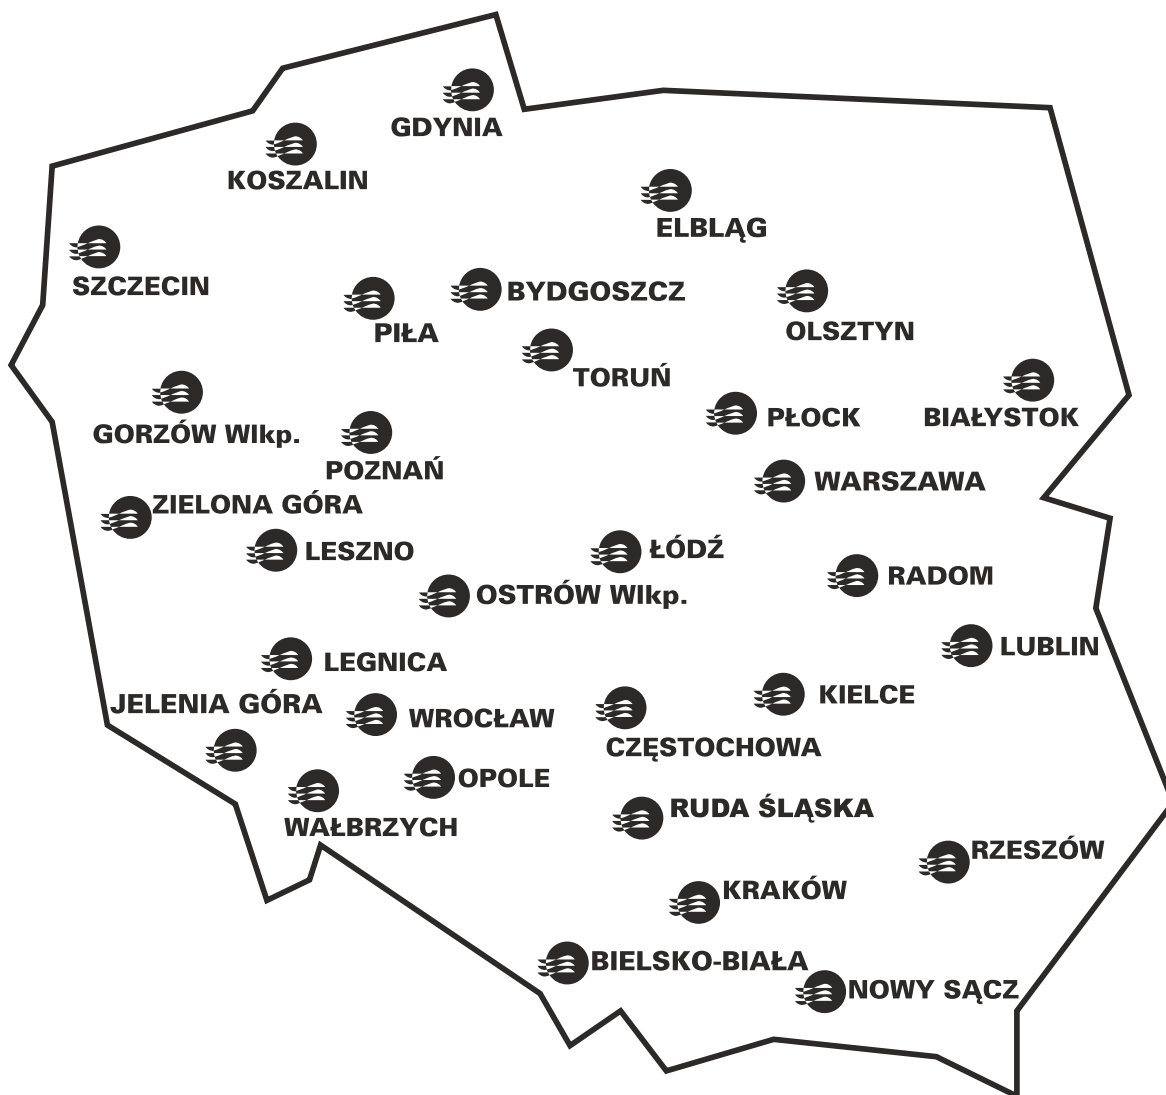 GDYNIA
KOSZALIN
ELBLĄG
SZCZECIN
BYDGOSZCZ
PIŁA
OLSZTYN
TORUŃ
PŁOCK
BIAŁYSTOK
GORZÓW Wlkp.
POZNAŃ
WARSZAWA
ZIELONA GÓRA
LESZNO
ŁÓDŹ
RADOM
OSTRÓW Wlkp.
LUBLIN
LEGNICA
KIELCE
JELENIA GÓRA
WROCŁAW
CZĘSTOCHOWA
OPOLE
RUDA ŚLĄSKA
WAŁBRZYCH
RZESZÓW
KRAKÓW
BIELSKO-BIAŁA
NOWY SĄCZ